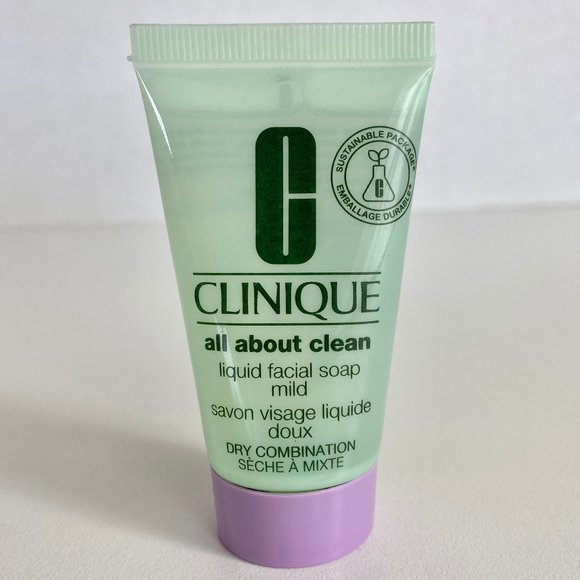 C
SUSTAINABLE PACKAGE*
C
EMBALLAGE DURABLE*
CLINIQUE
all about clean
liquid facial soap
mild
savon visage liquide
doux
DRY COMBINATION
SÈCHE À MIXTE